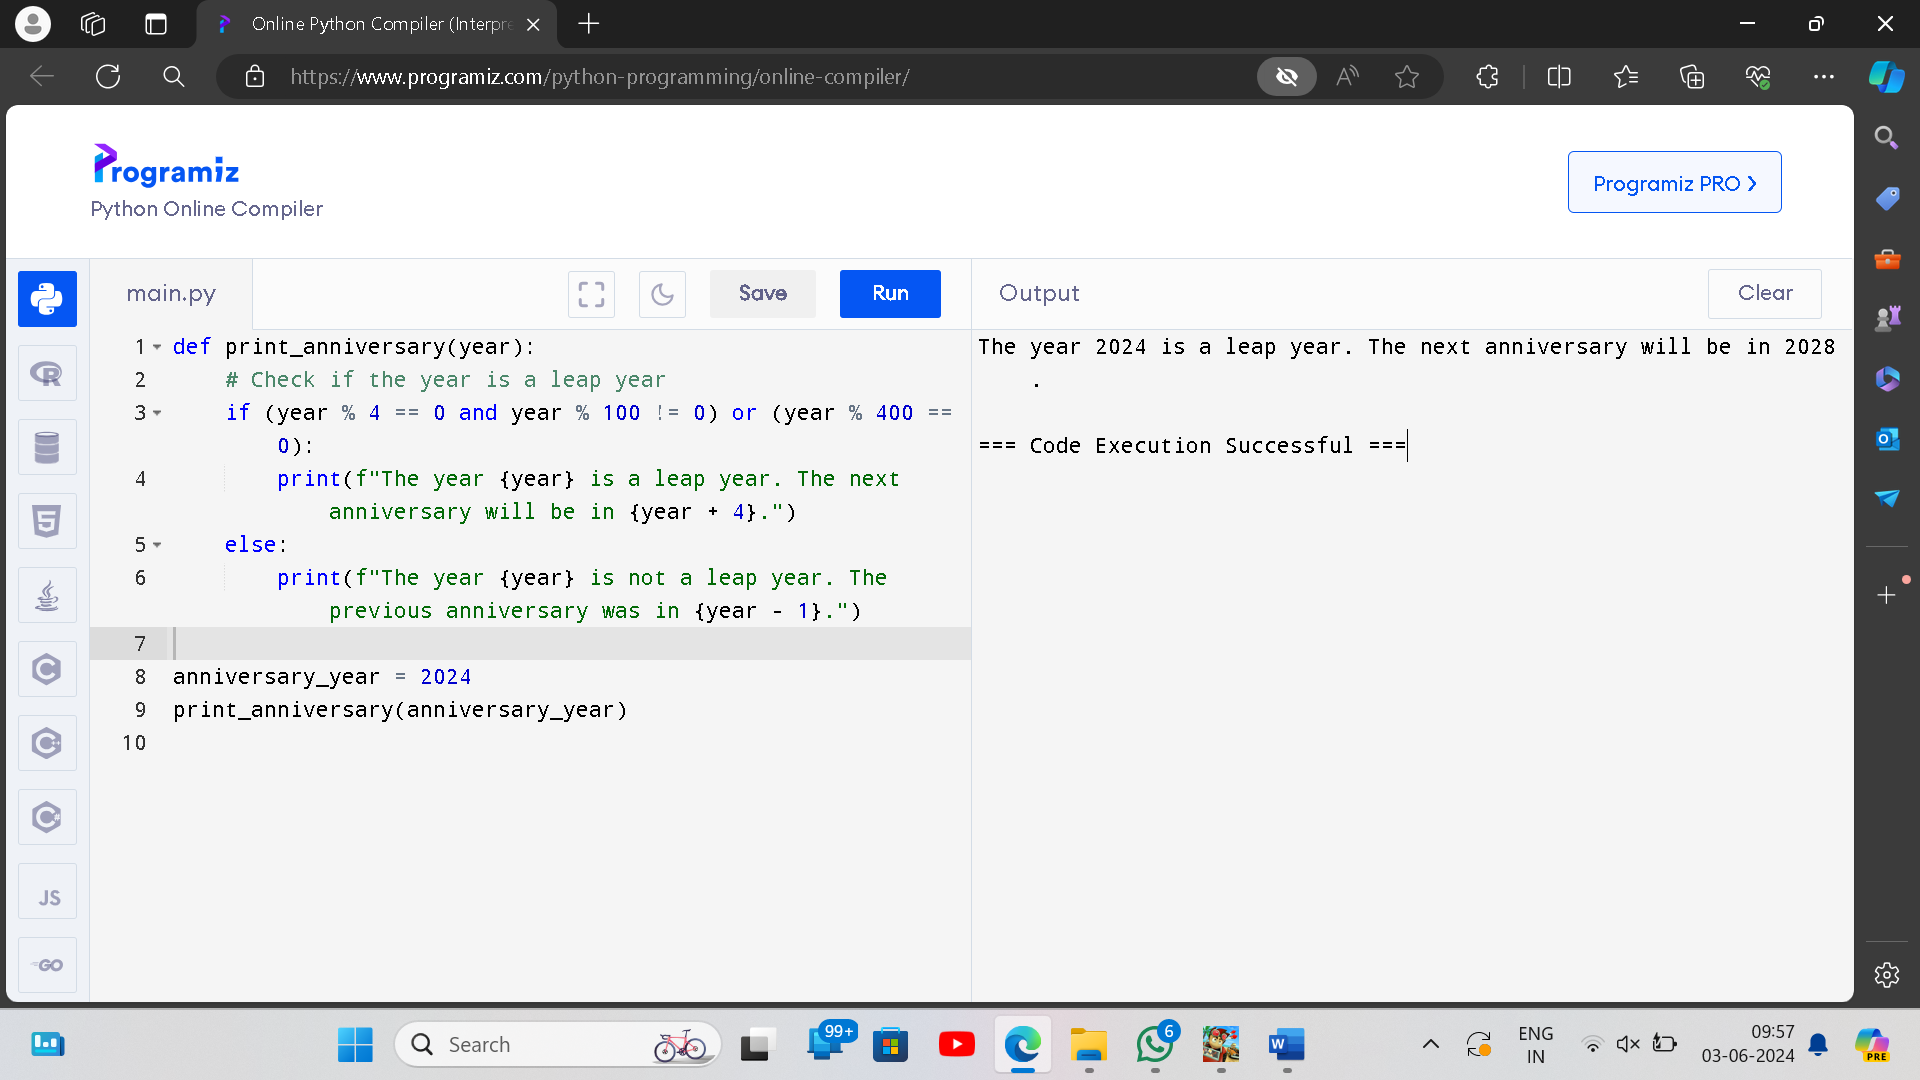 Online Python Compiler (Interpre
https://www.programiz.com/python-programming/online-compiler/
Programiz
Python Online Compiler
Programiz PRO >
main.py
Save
Run
Output
Clear
1 def print_anniversary(year):
2 # Check if the year is a leap year
3 if (year % 4 == 0 and year % 100 != 0) or (year % 400 ==
0):
4 print(f"The year {year} is a leap year. The next
anniversary will be in {year + 4}.")
5 else:
6 print(f"The year {year} is not a leap year. The
previous anniversary was in {year - 1}.")
7
8 anniversary_year = 2024
9 print_anniversary(anniversary_year)
10
The year 2024 is a leap year. The next anniversary will be in 2028
.
=== Code Execution Successful ===
R
5
C
C++
C#
JS
GO
Search
99+
6
W
ENG
IN
09:57
03-06-2024
PRE